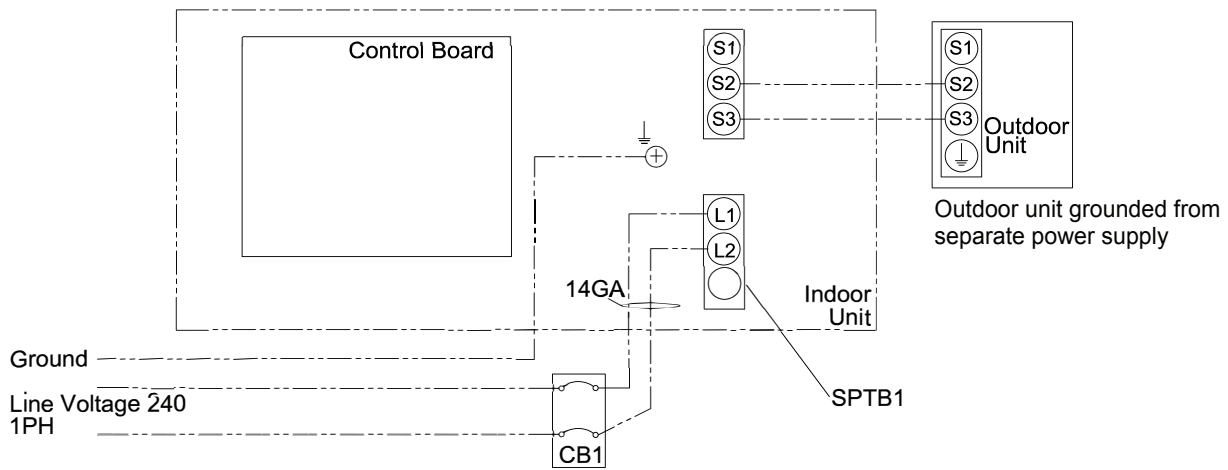 Control Board
S1
S2
S3
S1
S2
S3
Outdoor
Unit
Outdoor unit grounded from
separate power supply
L1
L2
14GA
Indoor
Unit
Ground
Line Voltage 240
1PH
SPTB1
CB1